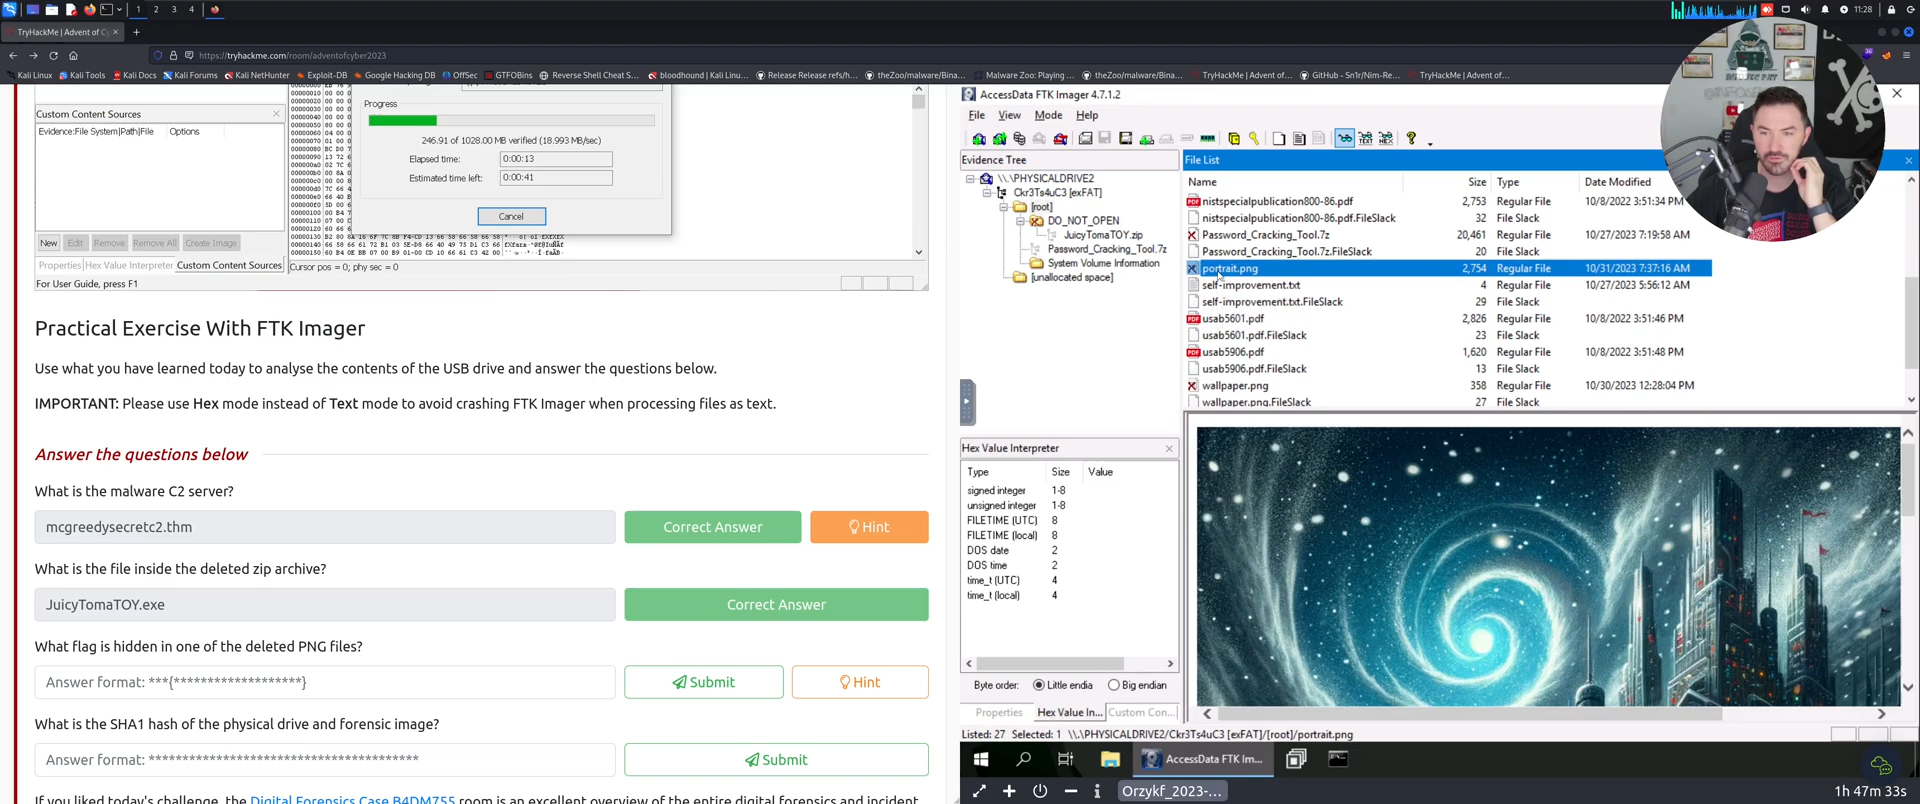 1 2 3 4
11:28
TryHackMe | Advent of Cy
https://tryhackme.com/room/adventofcyber2023
Kali Linux Kali Tools Kali Docs Kali Forums Kali NetHunter Exploit-DB Google Hacking DB OffSec GTFOBins Reverse Shell Cheat S... bloodhound | Kali Linu... Release Release refs/h... theZoo/malware/Bina... Malware Zoo: Playing ... theZoo/malware/Bina... TryHackMe | Advent of... GitHub - Sn1r/Nim-Re... TryHackMe | Advent of...
Custom Content Sources
Evidence:File System|Path|File Options
New Edit Remove Remove All Create Image
Properties Hex Value Interpreter Custom Content Sources
For User Guide, press F1
Progress
246.91 of 1028.00 MB verified (18.993 MB/sec)
Elapsed time: 0:00:13
Estimated time left: 0:00:41
Cancel
Cursor pos = 0; phy sec = 0
Practical Exercise With FTK Imager
Use what you have learned today to analyse the contents of the USB drive and answer the questions below.
IMPORTANT: Please use Hex mode instead of Text mode to avoid crashing FTK Imager when processing files as text.
Answer the questions below
What is the malware C2 server?
mcgreedysecretc2.thm Correct Answer Hint
What is the file inside the deleted zip archive?
JuicyTomaTOY.exe Correct Answer
What flag is hidden in one of the deleted PNG files?
Answer format: ***{*******************} Submit Hint
What is the SHA1 hash of the physical drive and forensic image?
Answer format: **************************************** Submit
If you liked today's challenge, the Digital Forensics Case B4DM755 room is an excellent overview of the entire digital forensics and incident
AccessData FTK Imager 4.7.1.2
File View Mode Help
Evidence Tree
\\.\PHYSICALDRIVE2
Ckr3Ts4uC3 [exFAT]
[root]
DO_NOT_OPEN
JuicyTomaTOY.zip
Password_Cracking_Tool.7z
System Volume Information
[unallocated space]
File List
Name Size Type Date Modified
nistspecialpublication800-86.pdf 2,753 Regular File 10/8/2022 3:51:34 PM
nistspecialpublication800-86.pdf.FileSlack 32 File Slack
Password_Cracking_Tool.7z 20,461 Regular File 10/27/2023 7:19:58 AM
Password_Cracking_Tool.7z.FileSlack 20 File Slack
portrait.png 2,754 Regular File 10/31/2023 7:37:16 AM
self-improvement.txt 4 Regular File 10/27/2023 5:56:12 AM
self-improvement.txt.FileSlack 29 File Slack
usab5601.pdf 2,826 Regular File 10/8/2022 3:51:46 PM
usab5601.pdf.FileSlack 23 File Slack
usab5906.pdf 1,620 Regular File 10/8/2022 3:51:48 PM
usab5906.pdf.FileSlack 13 File Slack
wallpaper.png 358 Regular File 10/30/2023 12:28:04 PM
wallpaper.png.FileSlack 27 File Slack
Hex Value Interpreter
Type Size Value
signed integer 1-8
unsigned integer 1-8
FILETIME (UTC) 8
FILETIME (local) 8
DOS date 2
DOS time 2
time_t (UTC) 4
time_t (local) 4
Byte order: Little endia Big endian
Properties Hex Value In... Custom Con...
Listed: 27 Selected: 1 \\.\PHYSICALDRIVE2/Ckr3Ts4uC3 [exFAT]/[root]/portrait.png
AccessData FTK Im...
Orzykf_2023-...
1h 47m 33s